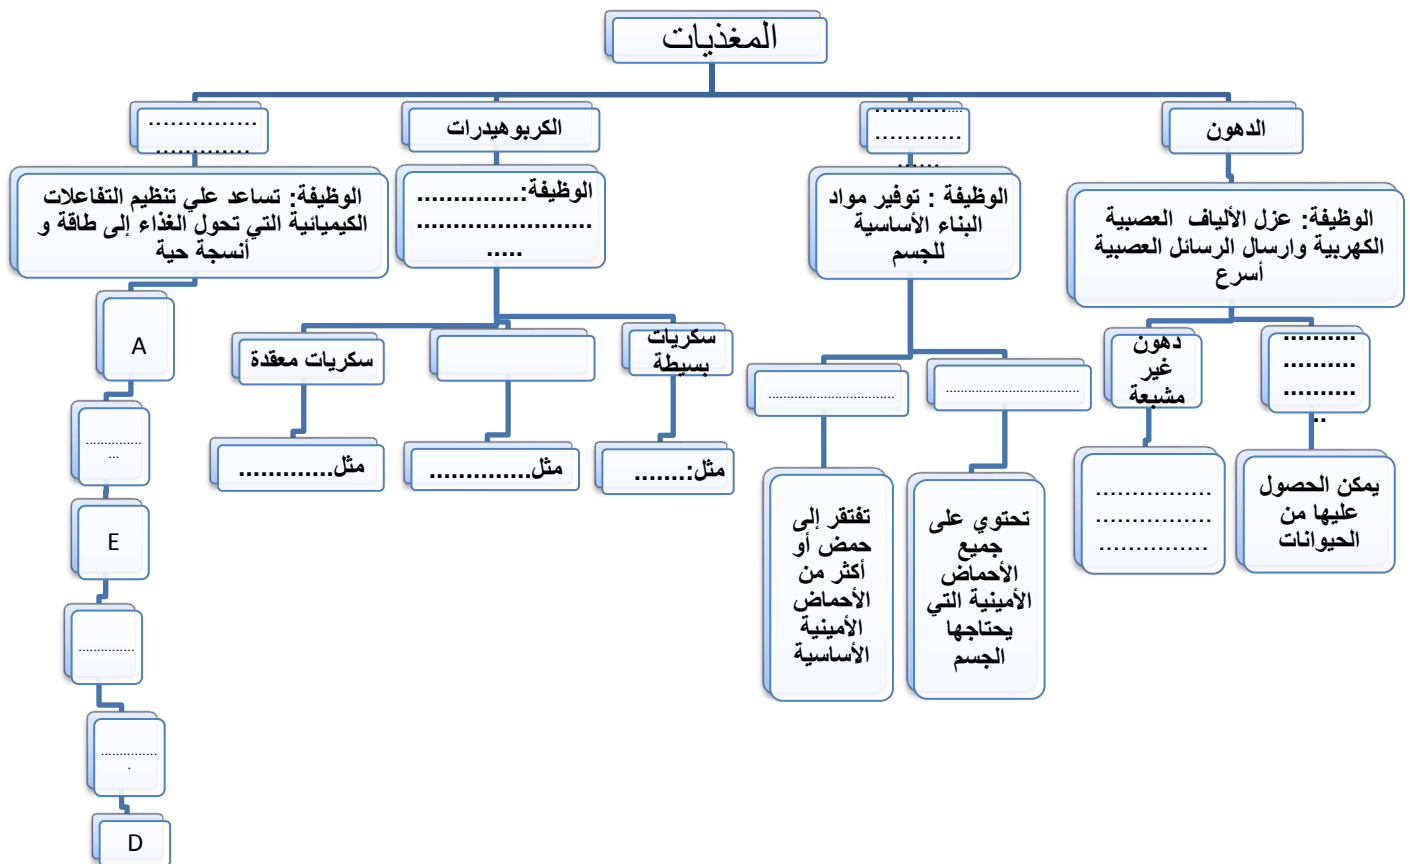 المغذيات
الدهون
...............
............
......
الكربوهيدرات
...............
.............
الوظيفة: عزل الألياف العصبية
الكهربية وارسال الرسائل العصبية
أسرع
الوظيفة : توفير مواد
البناء الأساسية
للجسم
الوظيفة:...............
........................
.....
الوظيفة: تساعد علي تنظيم التفاعلات
الكيميائية التي تحول الغذاء إلى طاقة و
أنسجة حية
..........
..........
..........
..
دهون
غير
مشبعة
يمكن الحصول
عليها من
الحيوانات
................
................
...............
...................................
.................................
تحتوي على
جميع
الأحماض
الأمينية التي
يحتاجها
الجسم
تفتقر إلى
حمض أو
أكثر من
الأحماض
الأمينية
الأساسية
سكريات
بسيطة
سكريات معقدة
مثل:.......
مثل..............
مثل.............
A
...............
...
E
...............
...............
.
D